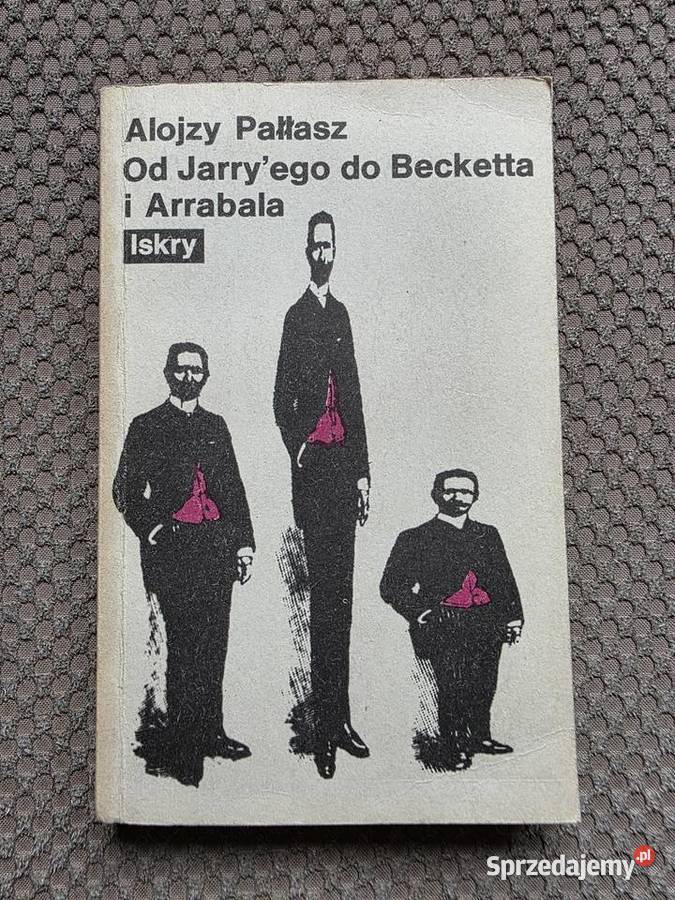 Alojzy Pałłasz
Od Jarry'ego do Becketta
i Arrabala
Iskry
Sprzedajemy.pl